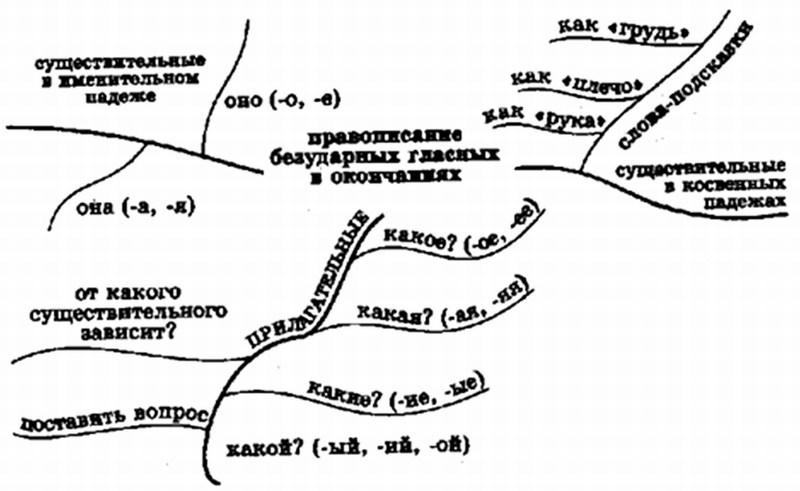 правописание
безударных гласных
в окончаниях
существительные
в именительном
падеже
оно (-о, -е)
она (-а, -я)
как «грудь»
как «плечо»
как «рука»
слова-подсказки
существительные
в косвенных
падежах
ПРИЛАГАТЕЛЬНЫЕ
какое? (-ое, -ее)
какая? (-ая, -яя)
какие? (-ие, -ые)
какой? (-ый, -ий, -ой)
от какого
существительного
зависит?
поставить вопрос